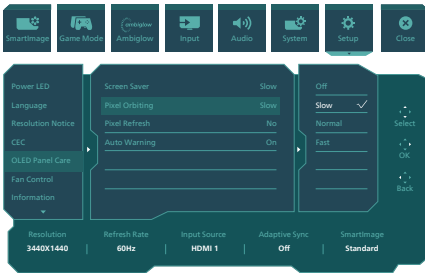 SmartImage
Game Mode
ambiglow
Ambiglow
Input
Audio
System
Setup
Close
Power LED
Language
Resolution Notice
CEC
OLED Panel Care
Fan Control
Information
Screen Saver Slow
Pixel Orbiting Slow
Pixel Refresh No
Auto Warning On
Off
Slow
Normal
Fast
Select
OK
Back
Resolution Refresh Rate Input Source Adaptive Sync SmartImage
3440X1440 60Hz HDMI 1 Off Standard